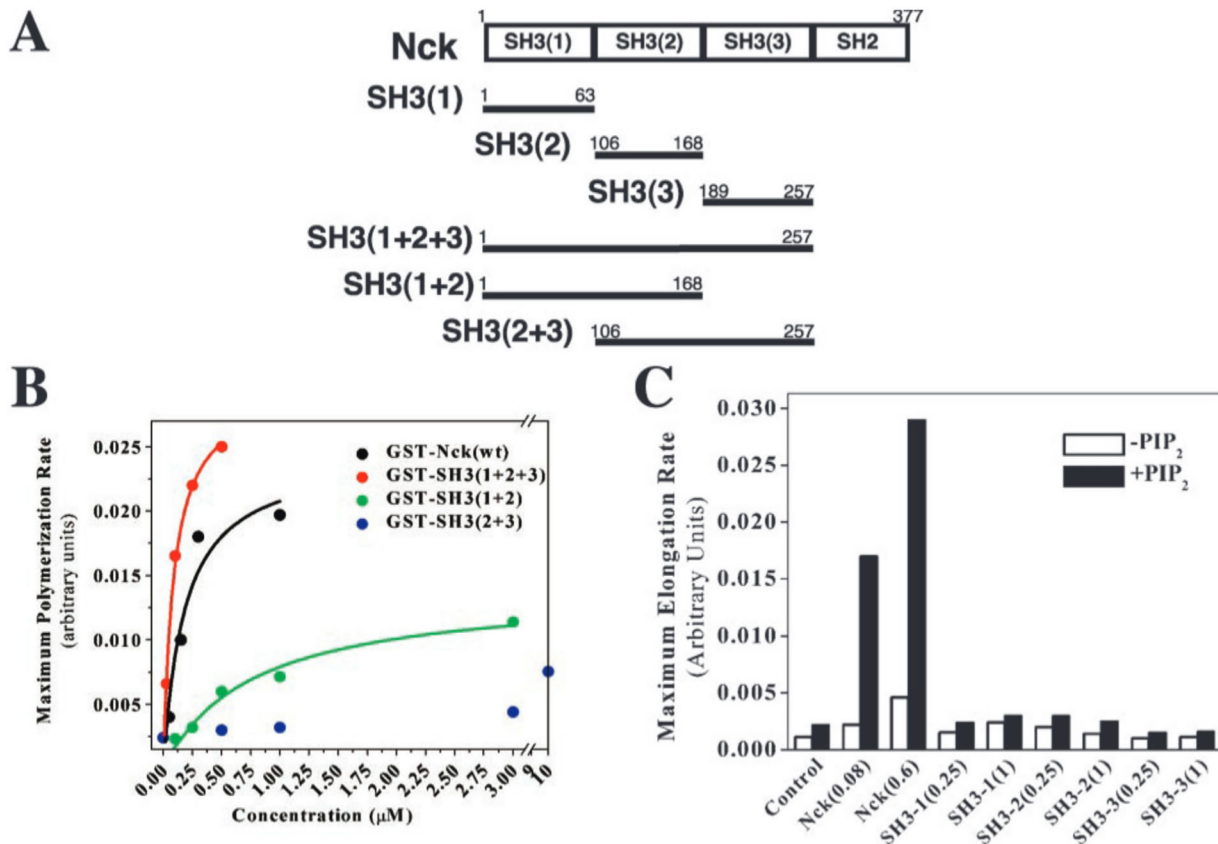 A
1 377
Nck SH3(1) SH3(2) SH3(3) SH2
SH3(1) 1 63
SH3(2) 106 168
SH3(3) 189 257
SH3(1+2+3) 1 257
SH3(1+2) 1 168
SH3(2+3) 106 257
B
Maximum Polymerization Rate
(arbitrary units)
0.025
0.020
0.015
0.010
0.005
GST-Nck(wt)
GST-SH3(1+2+3)
GST-SH3(1+2)
GST-SH3(2+3)
0.00 0.25 0.50 0.75 1.00 1.25 1.50 1.75 2.00 2.25 2.50 2.75 3.00 9 10
Concentration (μM)
C
Maximum Elongation Rate
(Arbitrary Units)
0.030
0.025
0.020
0.015
0.010
0.005
0.000
-PIP2
+PIP2
Control Nck(0.08) Nck(0.6) SH3-1(0.25) SH3-1(1) SH3-2(0.25) SH3-2(1) SH3-3(0.25) SH3-3(1)